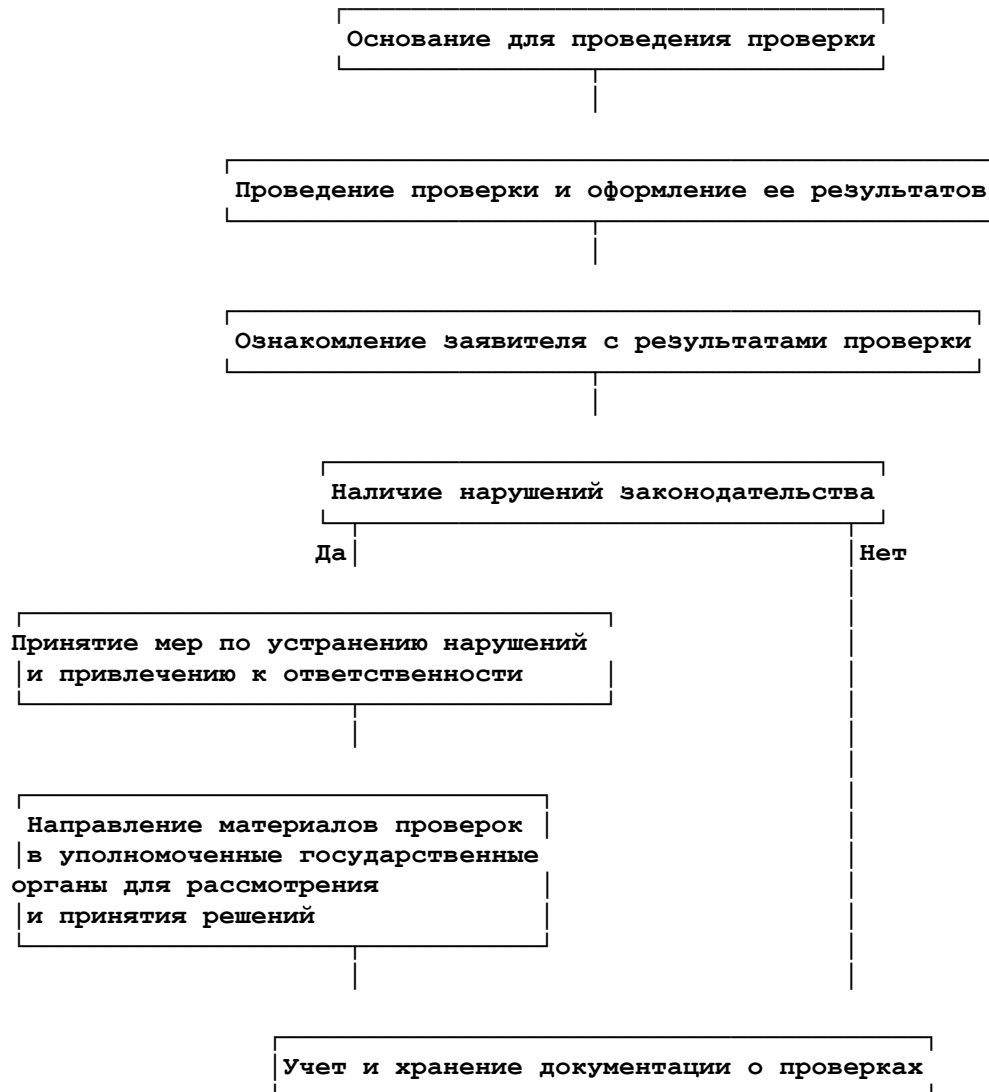 Основание для проведения проверки
Проведение проверки и оформление ее результатов
Ознакомление заявителя с результатами проверки
Наличие нарушений законодательства
Да Нет
Принятие мер по устранению нарушений
и привлечению к ответственности
Направление материалов проверок
в уполномоченные государственные
органы для рассмотрения
и принятия решений
Учет и хранение документации о проверках